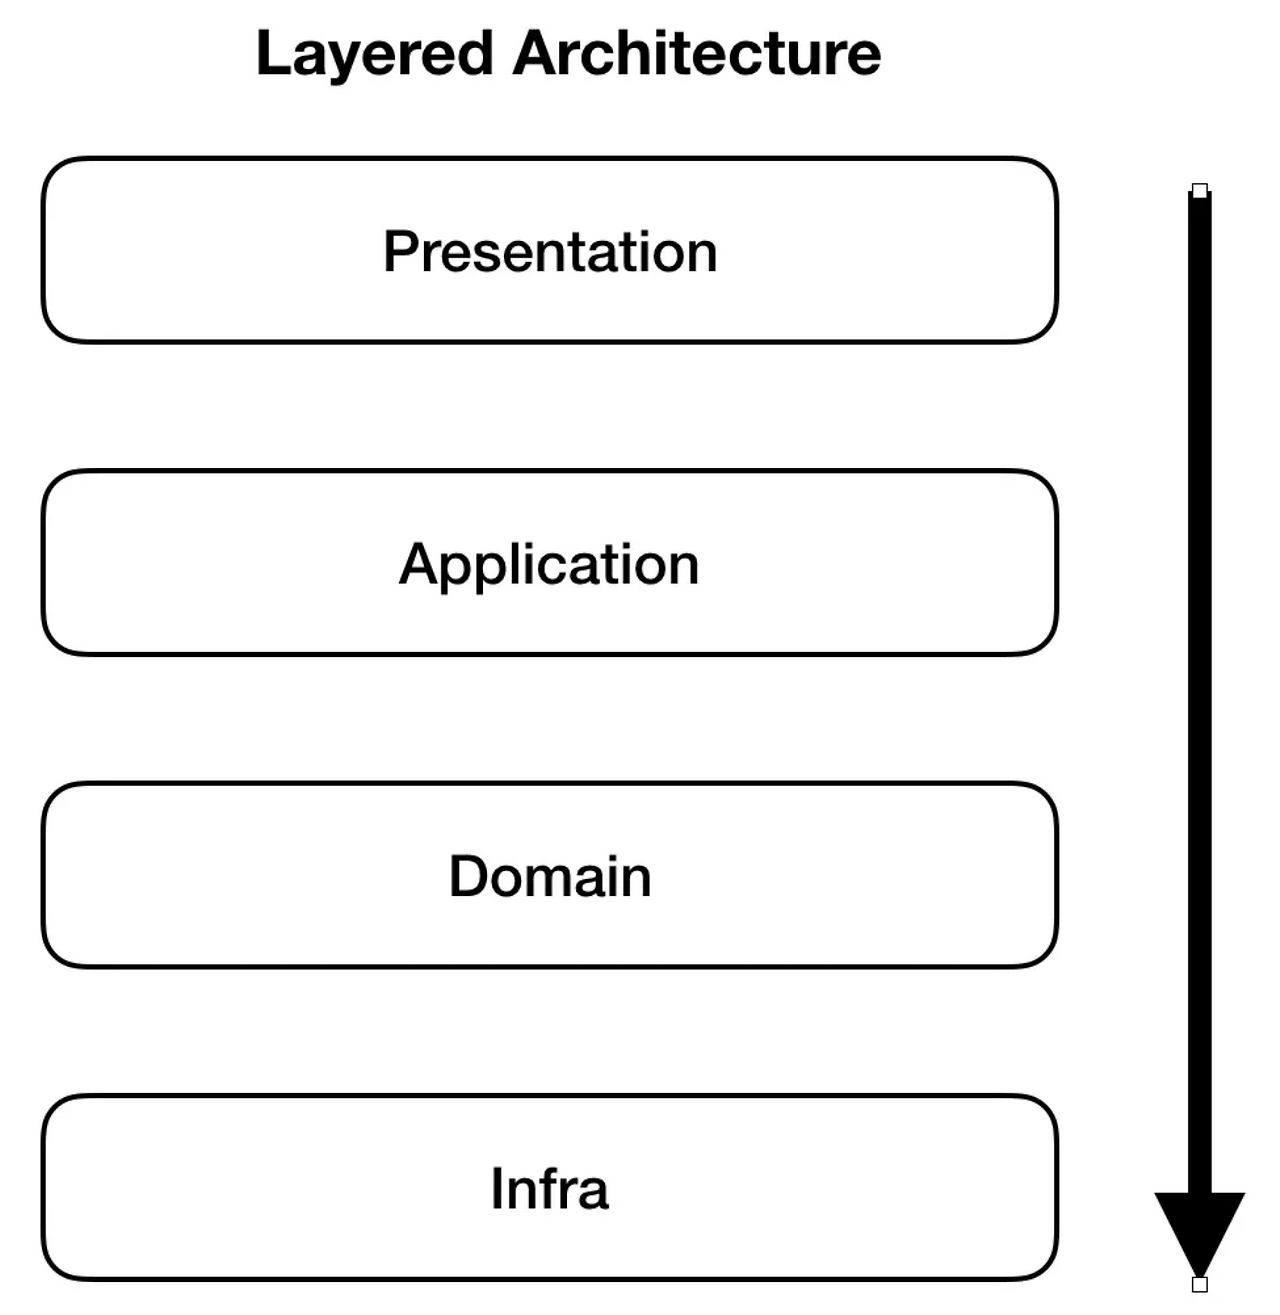 Layered Architecture
Presentation
Application
Domain
Infra